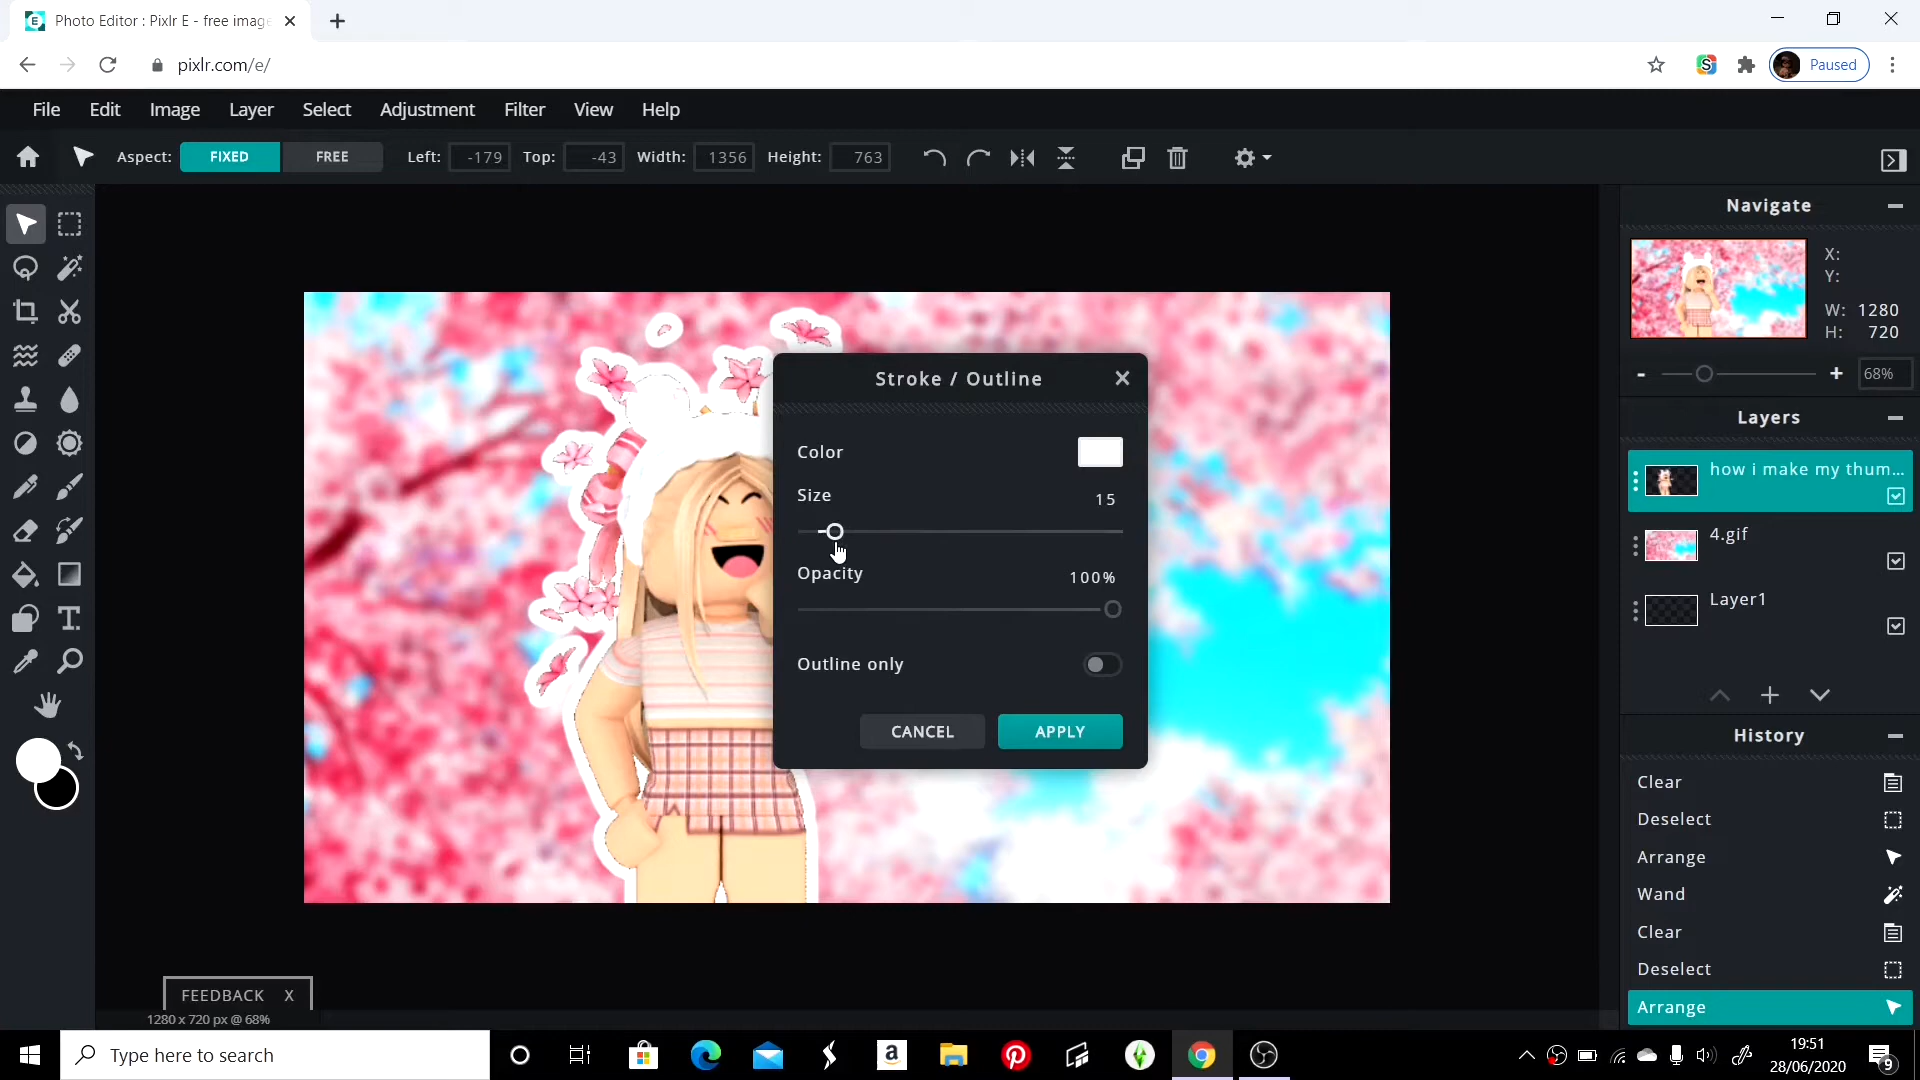 Photo Editor : Pixlr E - free image
pixlr.com/e/
Paused
File Edit Image Layer Select Adjustment Filter View Help
Aspect: FIXED FREE Left: -179 Top: -43 Width: 1356 Height: 763
Navigate
X:
Y:
W: 1280
H: 720
- + 68%
Layers
how i make my thum...
4.gif
Layer1
History
Clear
Deselect
Arrange
Wand
Clear
Deselect
Arrange
Stroke / Outline
Color
Size 15
Opacity 100%
Outline only
CANCEL APPLY
FEEDBACK X
1280 x 720 px @ 68%
Type here to search
19:51
28/06/2020
9